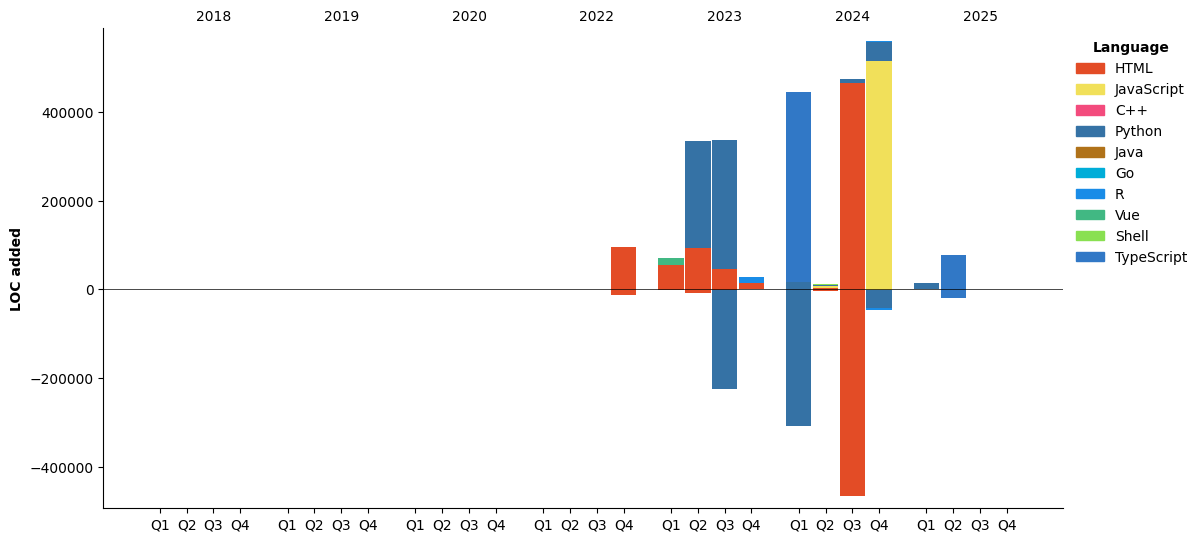 2018 2019 2020 2022 2023 2024 2025
Language
HTML
JavaScript
C++
Python
Java
Go
R
Vue
Shell
TypeScript
LOC added
400000
200000
0
−200000
−400000
Q1 Q2 Q3 Q4 Q1 Q2 Q3 Q4 Q1 Q2 Q3 Q4 Q1 Q2 Q3 Q4 Q1 Q2 Q3 Q4 Q1 Q2 Q3 Q4 Q1 Q2 Q3 Q4